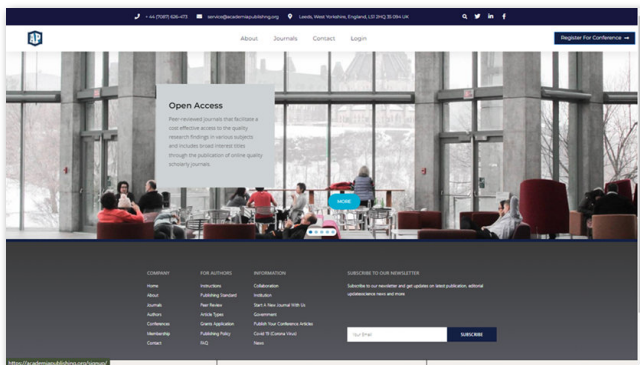 service@academiapublishing.org
Leeds, West Yorkshire, England, LS1 2HQ, 35.094 UK
AP
About Journals Contact Login
Register For Conference →
Open Access
Peer-reviewed journals that facilitate a
cost effective access to the quality
research findings in various subjects
and includes broad interest titles
through the publication of online quality
scholarly journals.
MORE
COMPANY
Home
About
Journals
Authors
Conferences
Membership
Contact
FOR AUTHORS
Instructions
Publishing Standard
Peer Review
Article Types
Grants Application
Publishing Policy
FAQ
INFORMATION
Collaboration
Institution
Start A New Journal With Us
Government
Publish Your Conference Articles
Covid 19 (Corona Virus)
News
SUBSCRIBE TO OUR NEWSLETTER
Subscribe to our newsletter and get updates on latest publication, editorial
updatescience news and more.
Your Email
SUBSCRIBE
https://academiapublishing.org/signup/